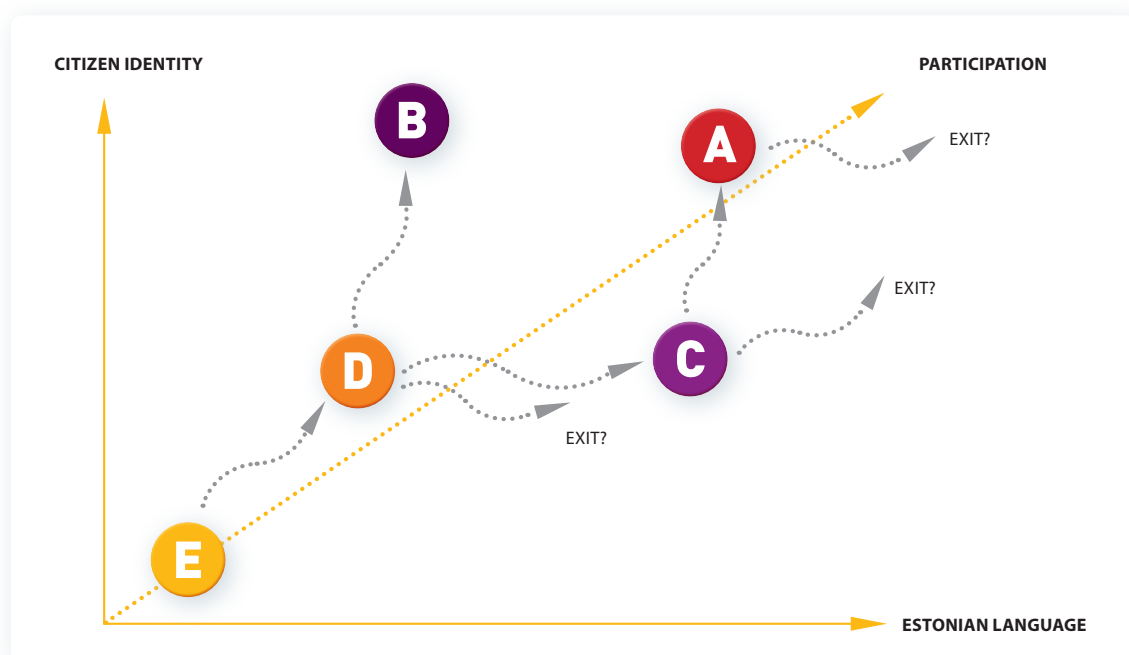 CITIZEN IDENTITY
PARTICIPATION
B
A
EXIT?
EXIT?
D
C
EXIT?
E
ESTONIAN LANGUAGE